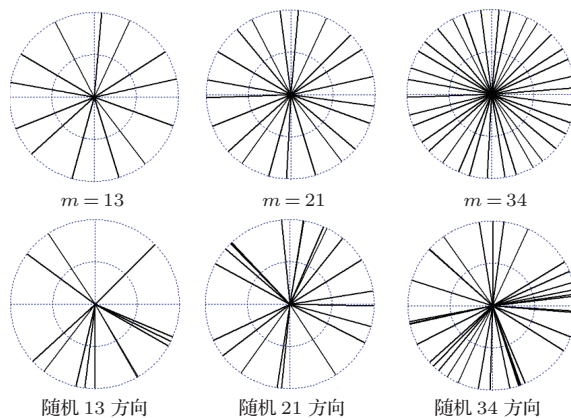 m = 13
m = 21
m = 34
随机 13 方向
随机 21 方向
随机 34 方向